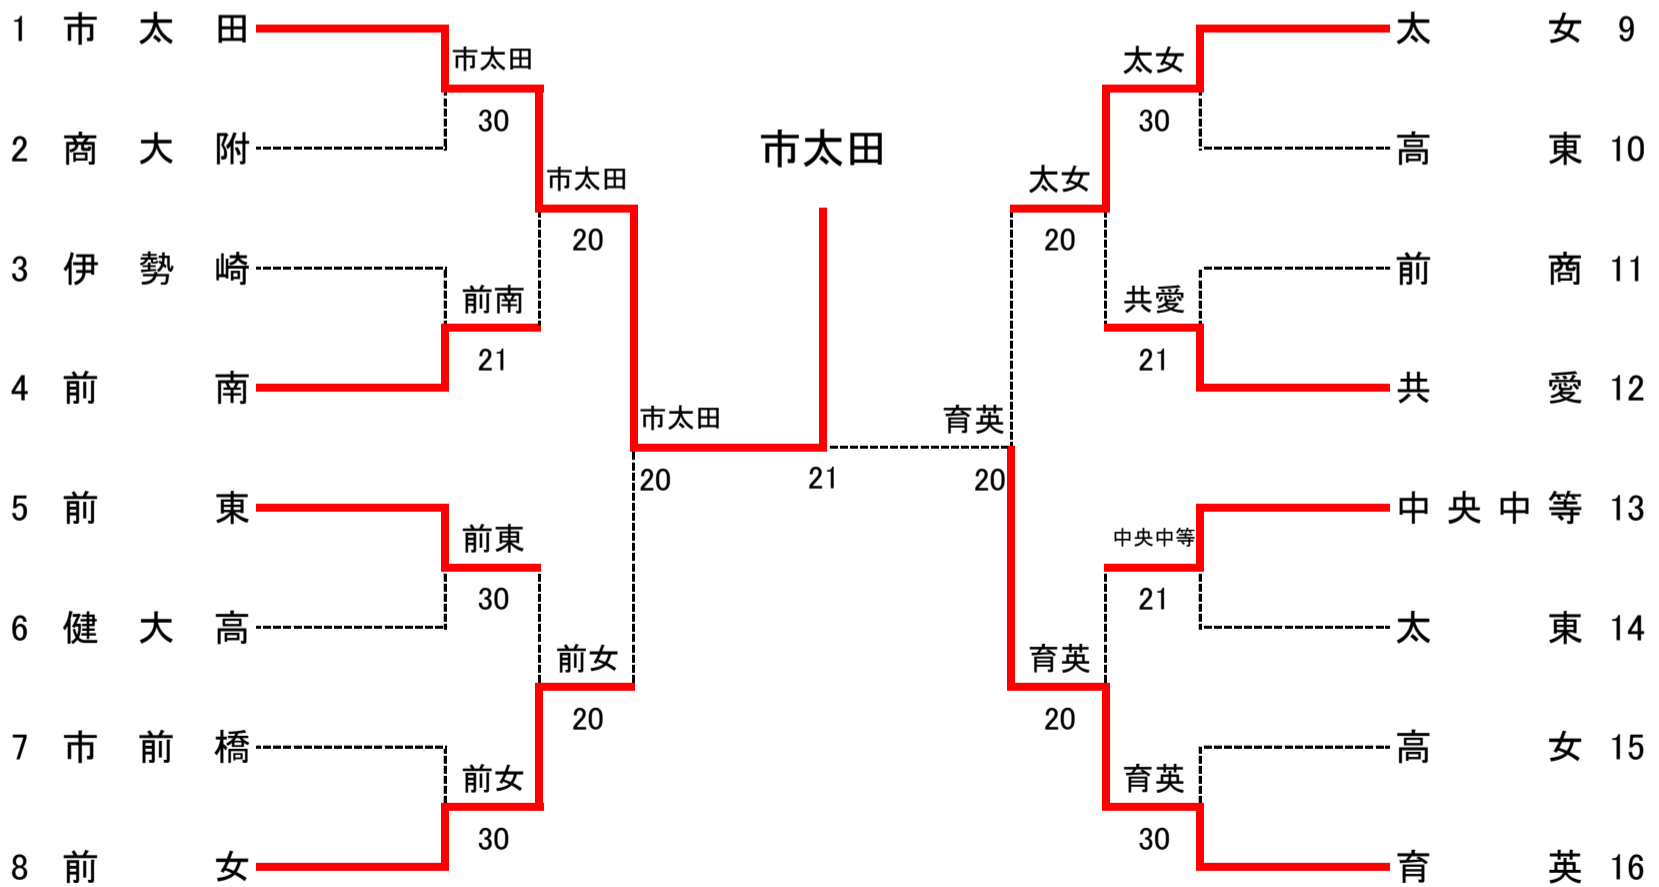 1 市太田
市太田
30
2 商大附
市太田
20
3 伊勢崎
前南
21
4 前南
市太田
20
5 前東
前東
30
6 健大高
前女
20
7 市前橋
前女
30
8 前女
市太田
21
太女 9
太女
30
高東 10
太女
20
前商 11
共愛
21
共愛 12
育英
20
中央中等 13
中央中等
21
太東 14
育英
20
高女 15
育英
30
育英 16